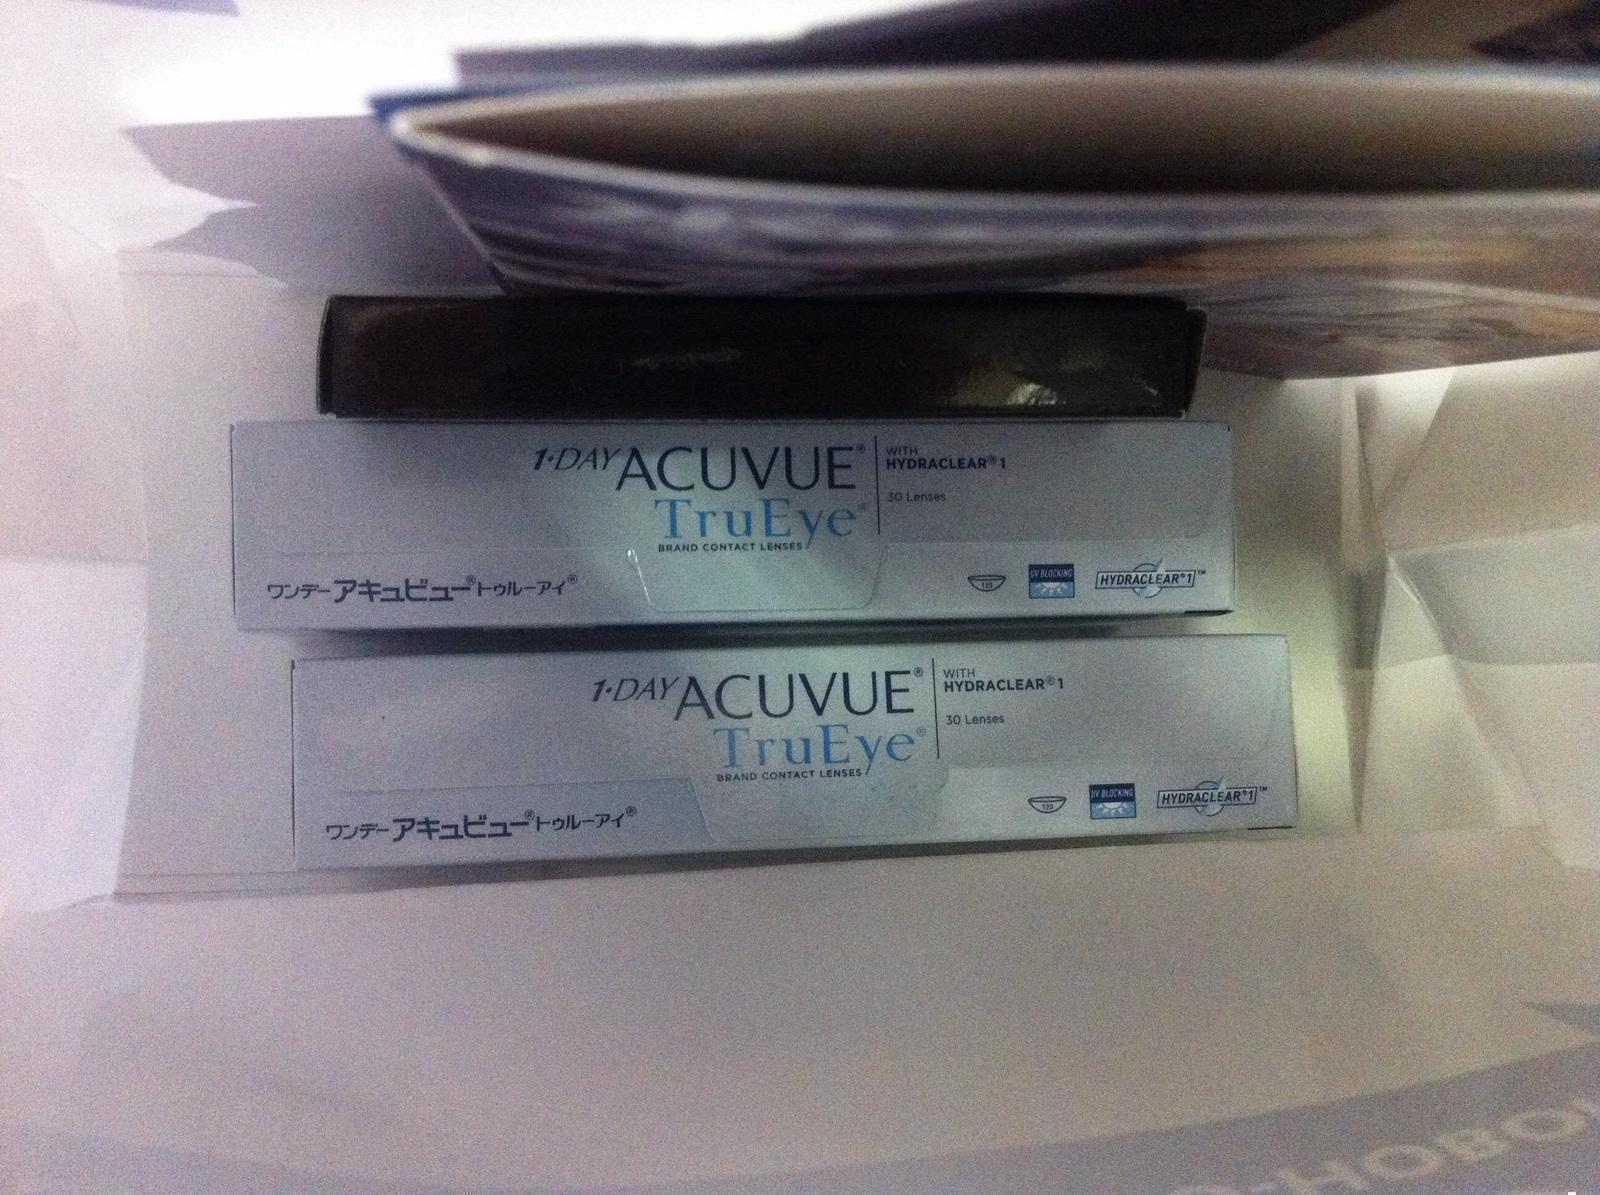 1·DAY ACUVUE®
TruEye®
BRAND CONTACT LENSES
WITH
HYDRACLEAR® 1
30 Lenses
ワンデー アキュビュー® トゥルーアイ®
123
UV BLOCKING
HYDRACLEAR® 1™
1·DAY ACUVUE®
TruEye®
BRAND CONTACT LENSES
WITH
HYDRACLEAR® 1
30 Lenses
ワンデー アキュビュー® トゥルーアイ®
123
UV BLOCKING
HYDRACLEAR® 1™